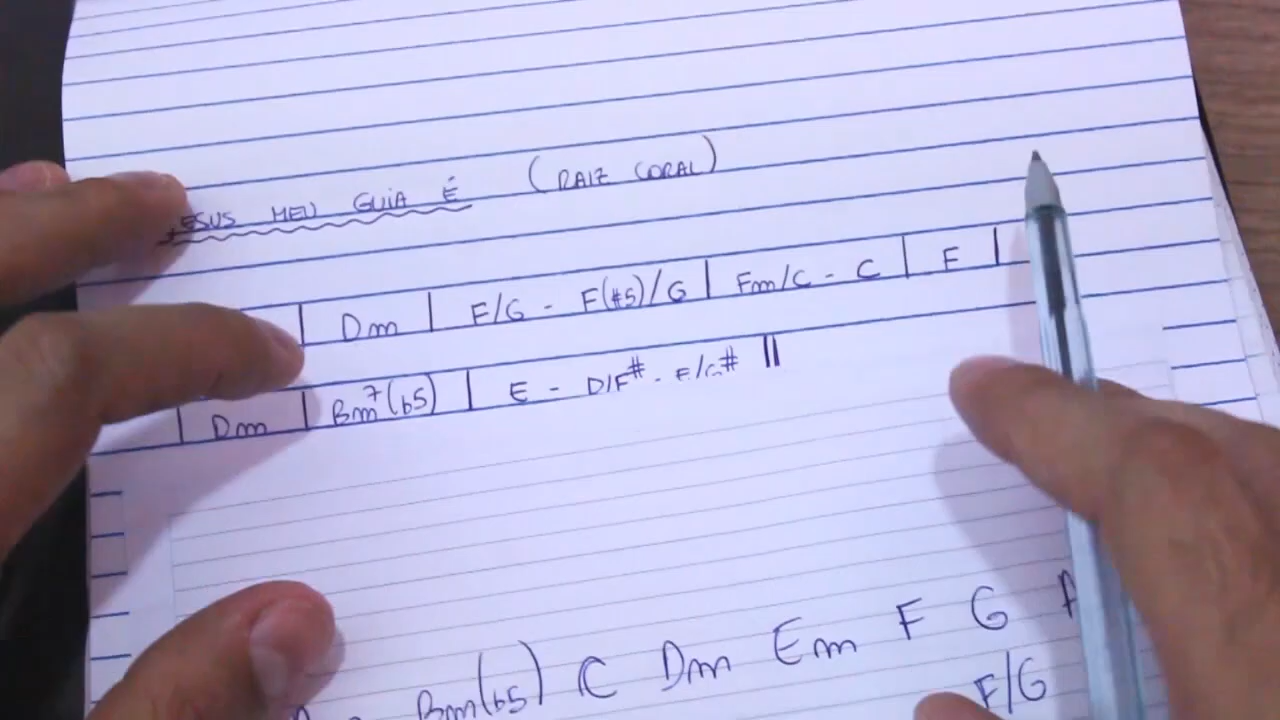 JESUS MEU GUIA É (RAIZ CORAL)
| Dm | F/G - F(#5)/G | Fm/C - C | F |
| Dm | Bm7(b5) | E - D/F# - E/G# ||
Bm(b5) C Dm Em F G
F/G